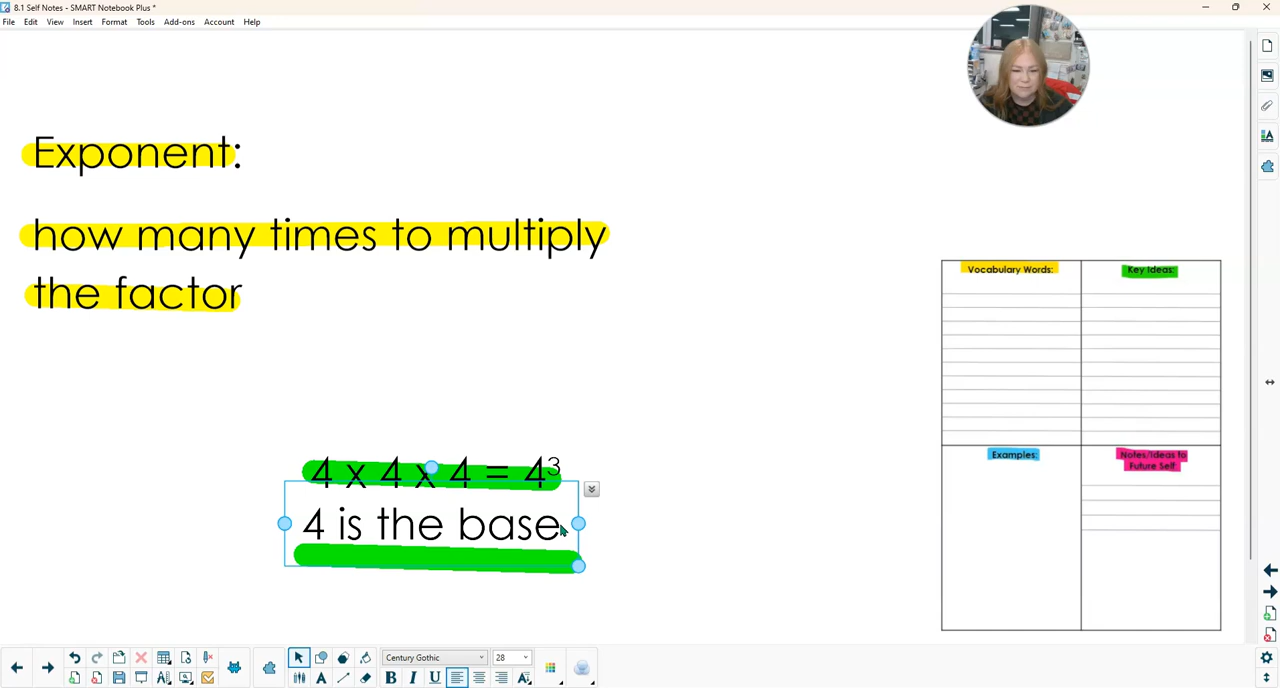 8.1 Self Notes - SMART Notebook Plus *
File Edit View Insert Format Tools Add-ons Account Help
Exponent:
how many times to multiply
the factor
4 x 4 x 4 = 4³
4 is the base
Vocabulary Words:
Key Ideas:
Examples:
Notes/Ideas to
Future Self:
Century Gothic
28
B I U A